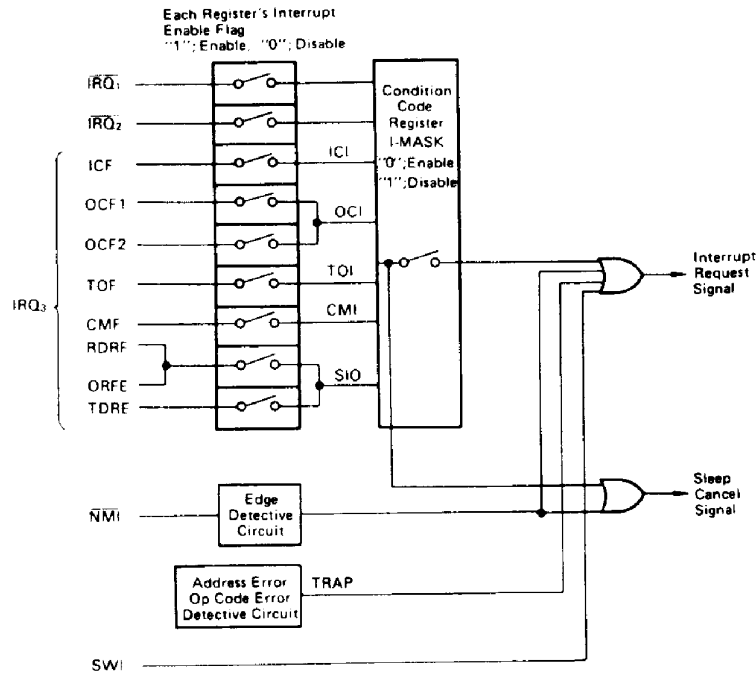 Each Register's Interrupt
Enable Flag
"1"; Enable, "0"; Disable
IRQ1
IRQ2
ICF
OCF1
OCF2
TOF
CMF
RDRF
ORFE
TDRE
IRQ3
ICI
OCI
TOI
CMI
SIO
Condition
Code
Register
I-MASK
"0";Enable
"1";Disable
Interrupt
Request
Signal
Sleep
Cancel
Signal
NMI
Edge
Detective
Circuit
Address Error
Op Code Error
Detective Circuit
TRAP
SWI